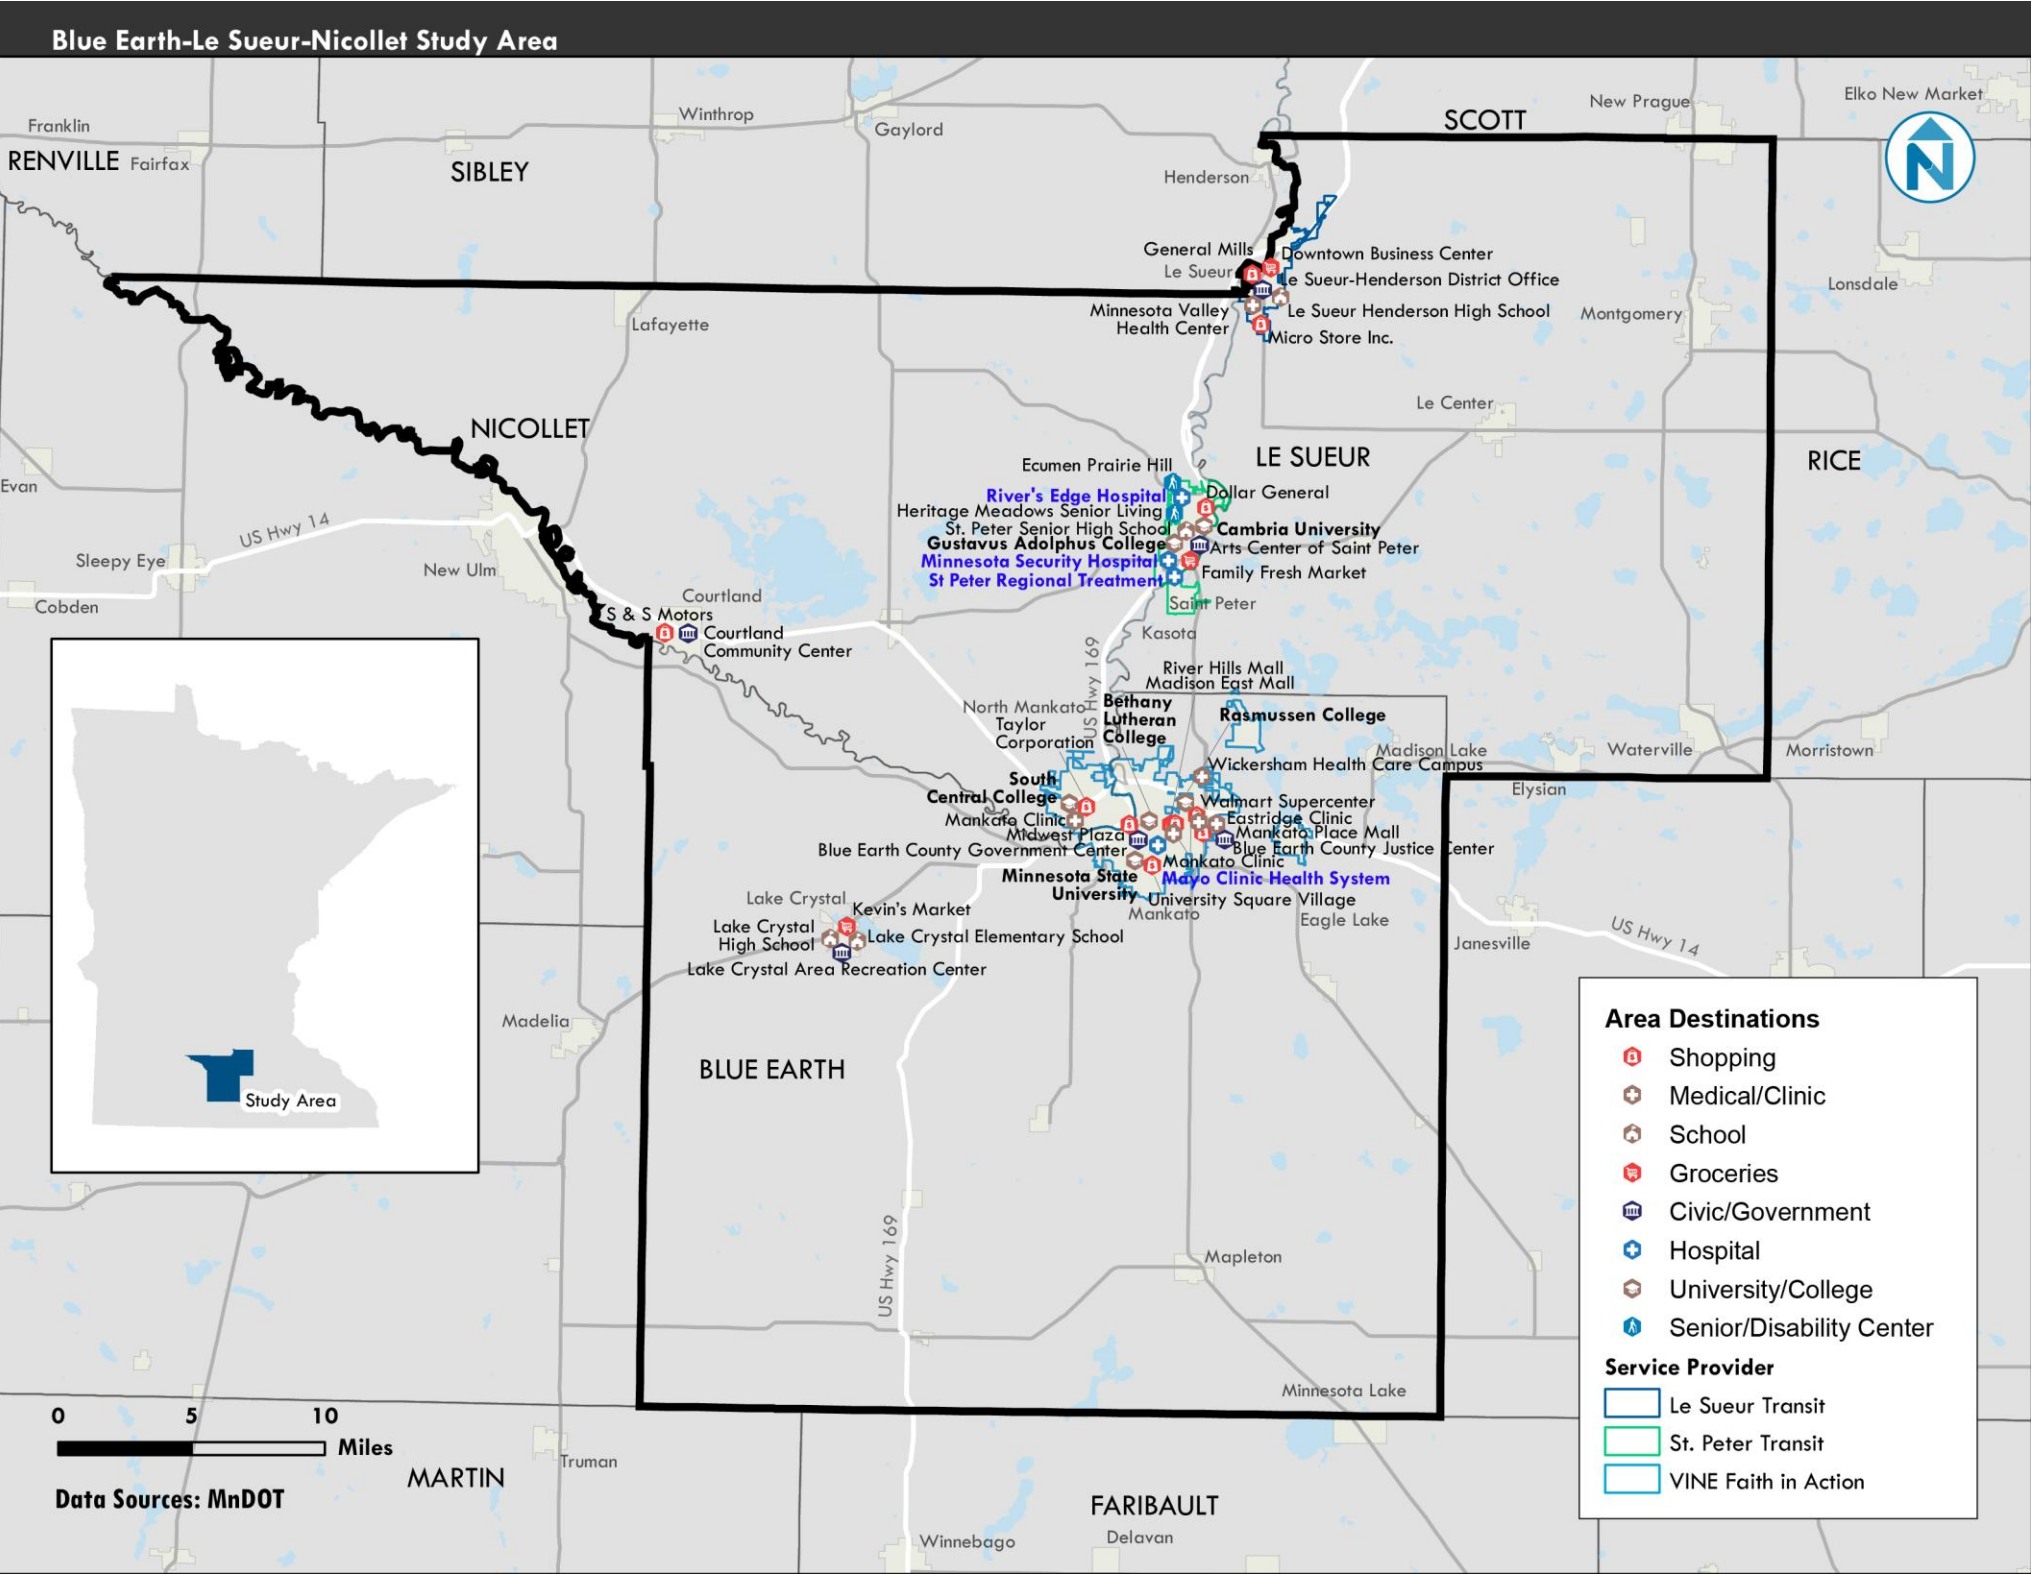 Blue Earth-Le Sueur-Nicollet Study Area
SCOTT
New Prague
Elko New Market
Franklin
Winthrop
Gaylord
RENVILLE
Fairfax
SIBLEY
Henderson
N
General Mills
Downtown Business Center
Le Sueur
Le Sueur-Henderson District Office
Lonsdale
Minnesota Valley
Health Center
Le Sueur Henderson High School
Montgomery
Micro Store Inc.
Lafayette
Le Center
NICOLLET
LE SUEUR
RICE
Evan
Ecumen Prairie Hill
River's Edge Hospital
Dollar General
Heritage Meadows Senior Living
St. Peter Senior High School
Cambria University
Gustavus Adolphus College
Arts Center of Saint Peter
Minnesota Security Hospital
Family Fresh Market
St Peter Regional Treatment
Saint Peter
US Hwy 14
Sleepy Eye
New Ulm
Cobden
Courtland
S & S Motors
Courtland
Community Center
Kasota
US Hwy 169
River Hills Mall
Madison East Mall
North Mankato
Taylor
Corporation
Bethany
Lutheran
College
Rasmussen College
Madison Lake
Waterville
Morristown
Wickersham Health Care Campus
Elysian
South
Central College
Walmart Supercenter
Mankato Clinic
Eastridge Clinic
Midwest Plaza
Mankato Place Mall
Blue Earth County Government Center
Blue Earth County Justice Center
Mankato Clinic
Minnesota State
University
Mayo Clinic Health System
University Square Village
Mankato
Eagle Lake
Janesville
US Hwy 14
Lake Crystal
Kevin's Market
Lake Crystal
High School
Lake Crystal Elementary School
Lake Crystal Area Recreation Center
Madelia
BLUE EARTH
Study Area
US Hwy 169
Mapleton
Minnesota Lake
Area Destinations
Shopping
Medical/Clinic
School
Groceries
Civic/Government
Hospital
University/College
Senior/Disability Center
Service Provider
Le Sueur Transit
St. Peter Transit
VINE Faith in Action
0 5 10
Miles
Data Sources: MnDOT
MARTIN
Truman
FARIBAULT
Winnebago
Delavan